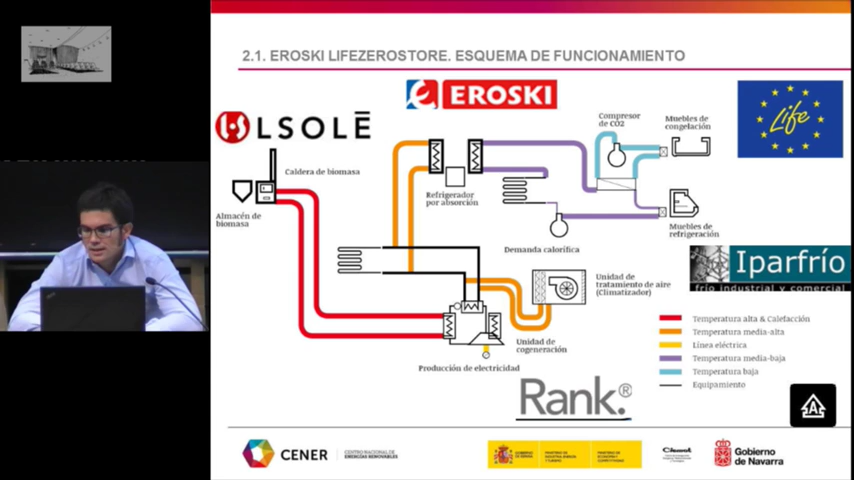 2.1. EROSKI LIFEZEROSTORE. ESQUEMA DE FUNCIONAMIENTO
EROSKI
Life
LSOLĒ
Compresor
de CO2
Muebles de
congelación
Caldera de biomasa
Almacén de
biomasa
Refrigerador
por absorción
Muebles de
refrigeración
Demanda calorífica
Iparfrío
frío industrial y comercial
Unidad de
tratamiento de aire
(Climatizador)
Unidad de
cogeneración
Producción de electricidad
Temperatura alta & Calefacción
Temperatura media-alta
Línea eléctrica
Temperatura media-baja
Temperatura baja
Equipamiento
Rank.®
A
CENER
CENTRO NACIONAL DE
ENERGÍAS RENOVABLES
Ciemat
Gobierno
de Navarra